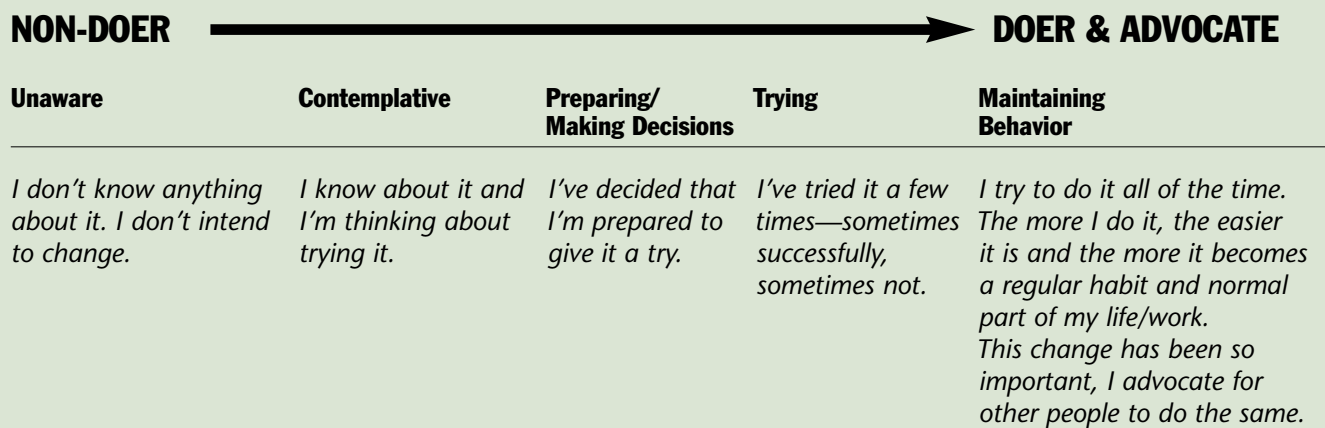 NON-DOER DOER & ADVOCATE
Unaware
Contemplative
Preparing/
Making Decisions
Trying
Maintaining
Behavior
I don't know anything
about it. I don't intend
to change.
I know about it and
I'm thinking about
trying it.
I've decided that
I'm prepared to
give it a try.
I've tried it a few
times—sometimes
successfully,
sometimes not.
I try to do it all of the time.
The more I do it, the easier
it is and the more it becomes
a regular habit and normal
part of my life/work.
This change has been so
important, I advocate for
other people to do the same.